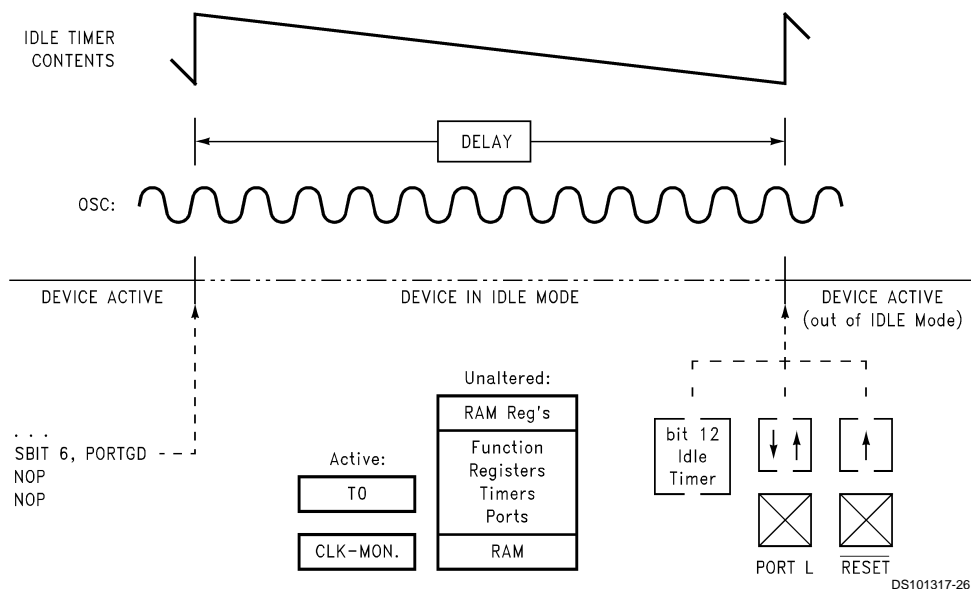 IDLE TIMER
CONTENTS
DELAY
OSC:
DEVICE ACTIVE
DEVICE IN IDLE MODE
DEVICE ACTIVE
(out of IDLE Mode)
. . .
SBIT 6, PORTGD
NOP
NOP
Active:
T0
CLK-MON.
Unaltered:
RAM Reg's
Function
Registers
Timers
Ports
RAM
bit 12
Idle
Timer
PORT L
RESET
DS101317-26